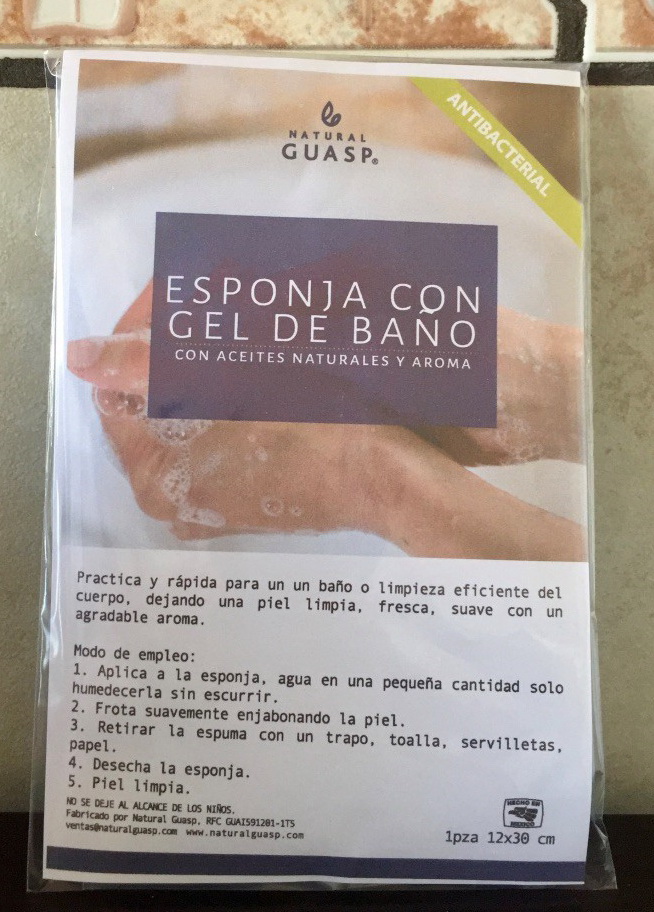 ANTIBACTERIAL
NATURAL
GUASP®
ESPONJA CON
GEL DE BAÑO
CON ACEITES NATURALES Y AROMA
Practica y rápida para un un baño o limpieza eficiente del
cuerpo, dejando una piel limpia, fresca, suave con un
agradable aroma.
Modo de empleo:
1. Aplica a la esponja, agua en una pequeña cantidad solo
humedecerla sin escurrir.
2. Frota suavemente enjabonando la piel.
3. Retirar la espuma con un trapo, toalla, servilletas,
papel.
4. Desecha la esponja.
5. Piel limpia.
NO SE DEJE AL ALCANCE DE LOS NIÑOS.
Fabricado por Natural Guasp, RFC GUAI591201-1T5
ventas@naturalguasp.com www.naturalguasp.com
HECHO EN
MEXICO
1pza 12x30 cm